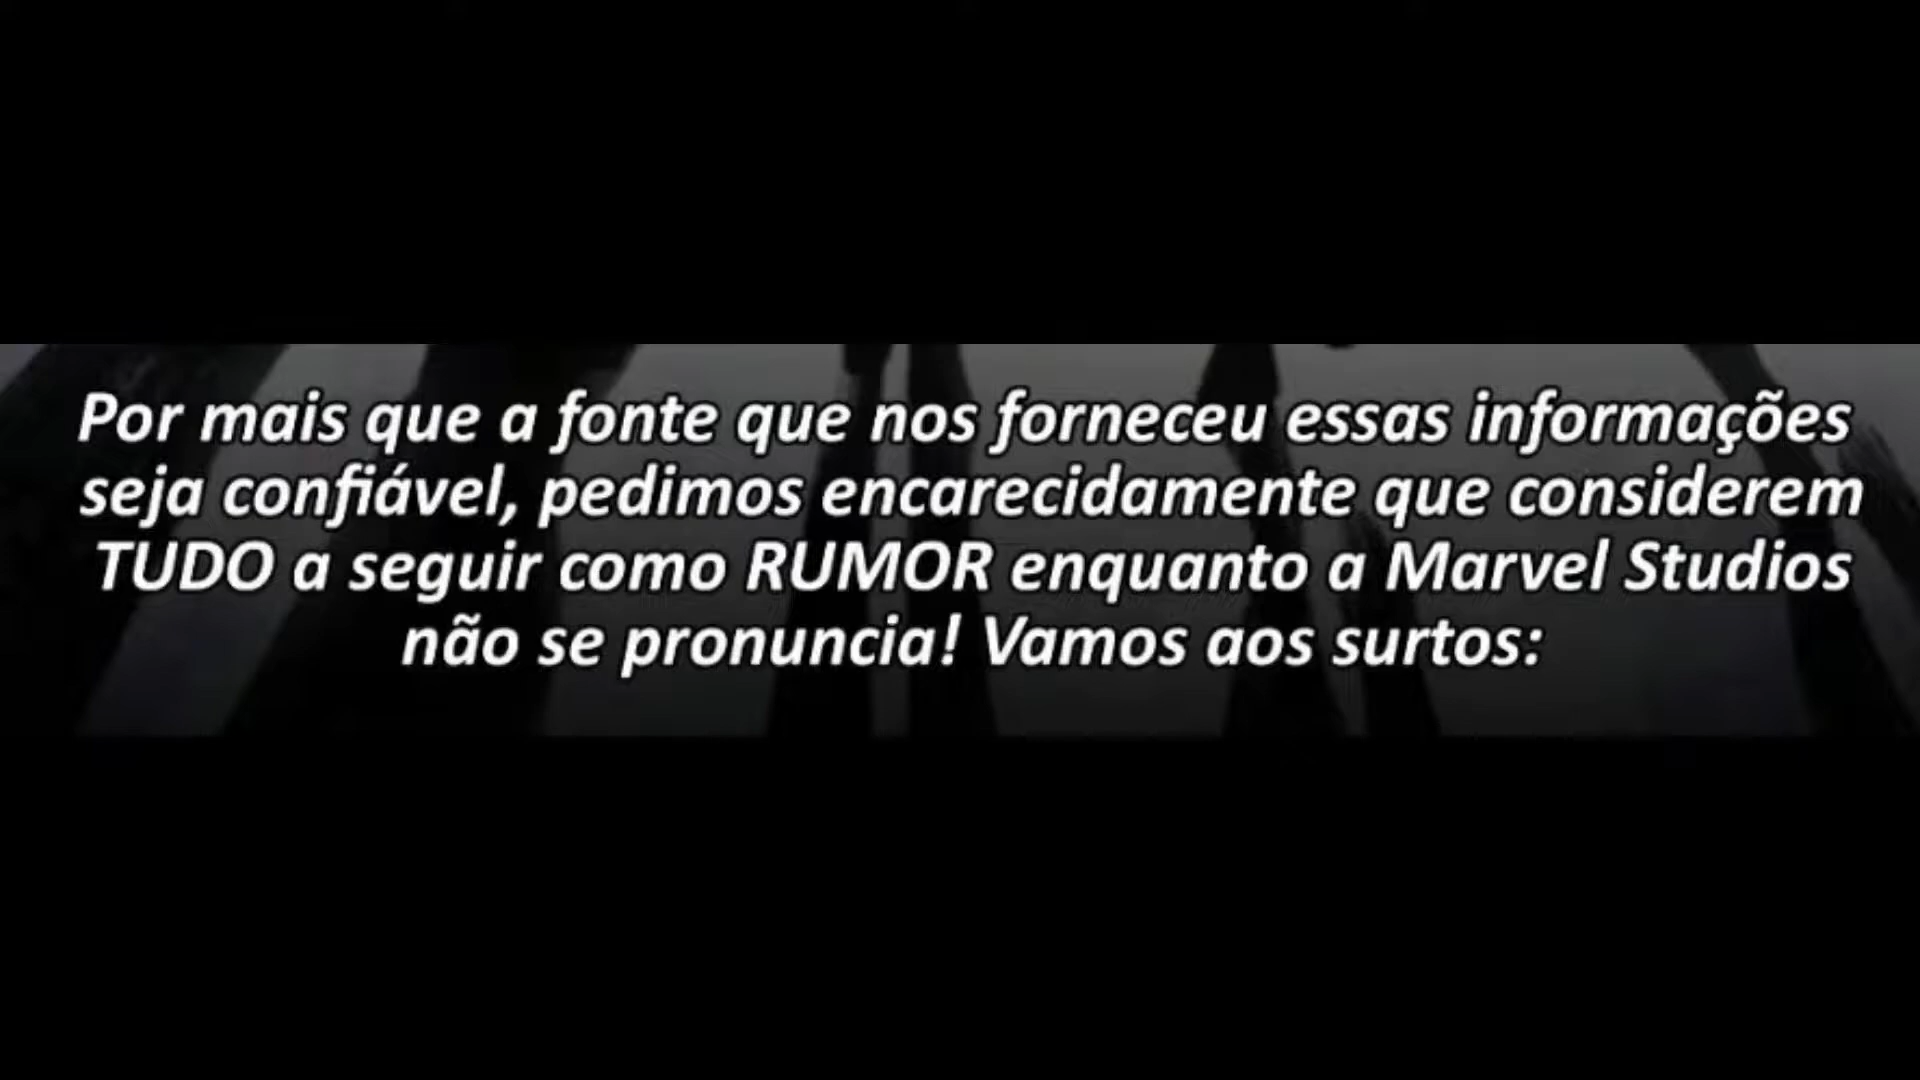 Por mais que a fonte que nos forneceu essas informações
seja confiável, pedimos encarecidamente que considerem
TUDO a seguir como RUMOR enquanto a Marvel Studios
não se pronuncia! Vamos aos surtos: